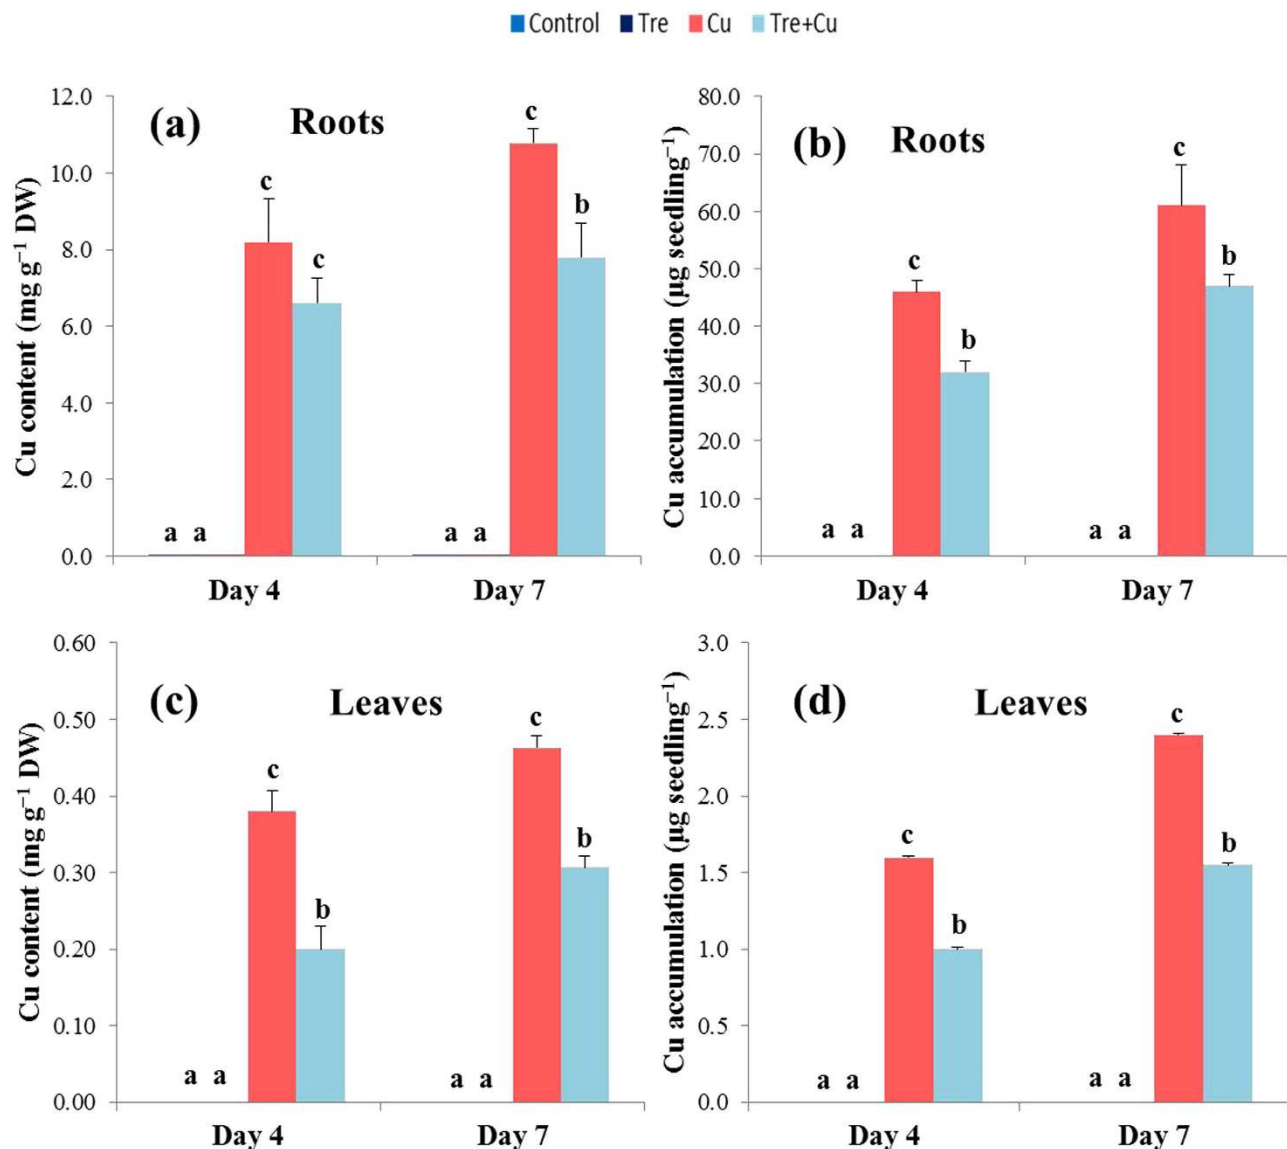 Control Tre Cu Tre+Cu
(a) Roots
Cu content (mg g⁻¹ DW)
12.0
10.0
8.0
6.0
4.0
2.0
0.0
a a c c
a a c b
Day 4 Day 7
(b) Roots
Cu accumulation (µg seedling⁻¹)
80.0
70.0
60.0
50.0
40.0
30.0
20.0
10.0
0.0
a a c b
a a c b
Day 4 Day 7
(c) Leaves
Cu content (mg g⁻¹ DW)
0.60
0.50
0.40
0.30
0.20
0.10
0.00
a a c b
a a c b
Day 4 Day 7
(d) Leaves
Cu accumulation (µg seedling⁻¹)
3.0
2.5
2.0
1.5
1.0
0.5
0.0
a a c b
a a c b
Day 4 Day 7